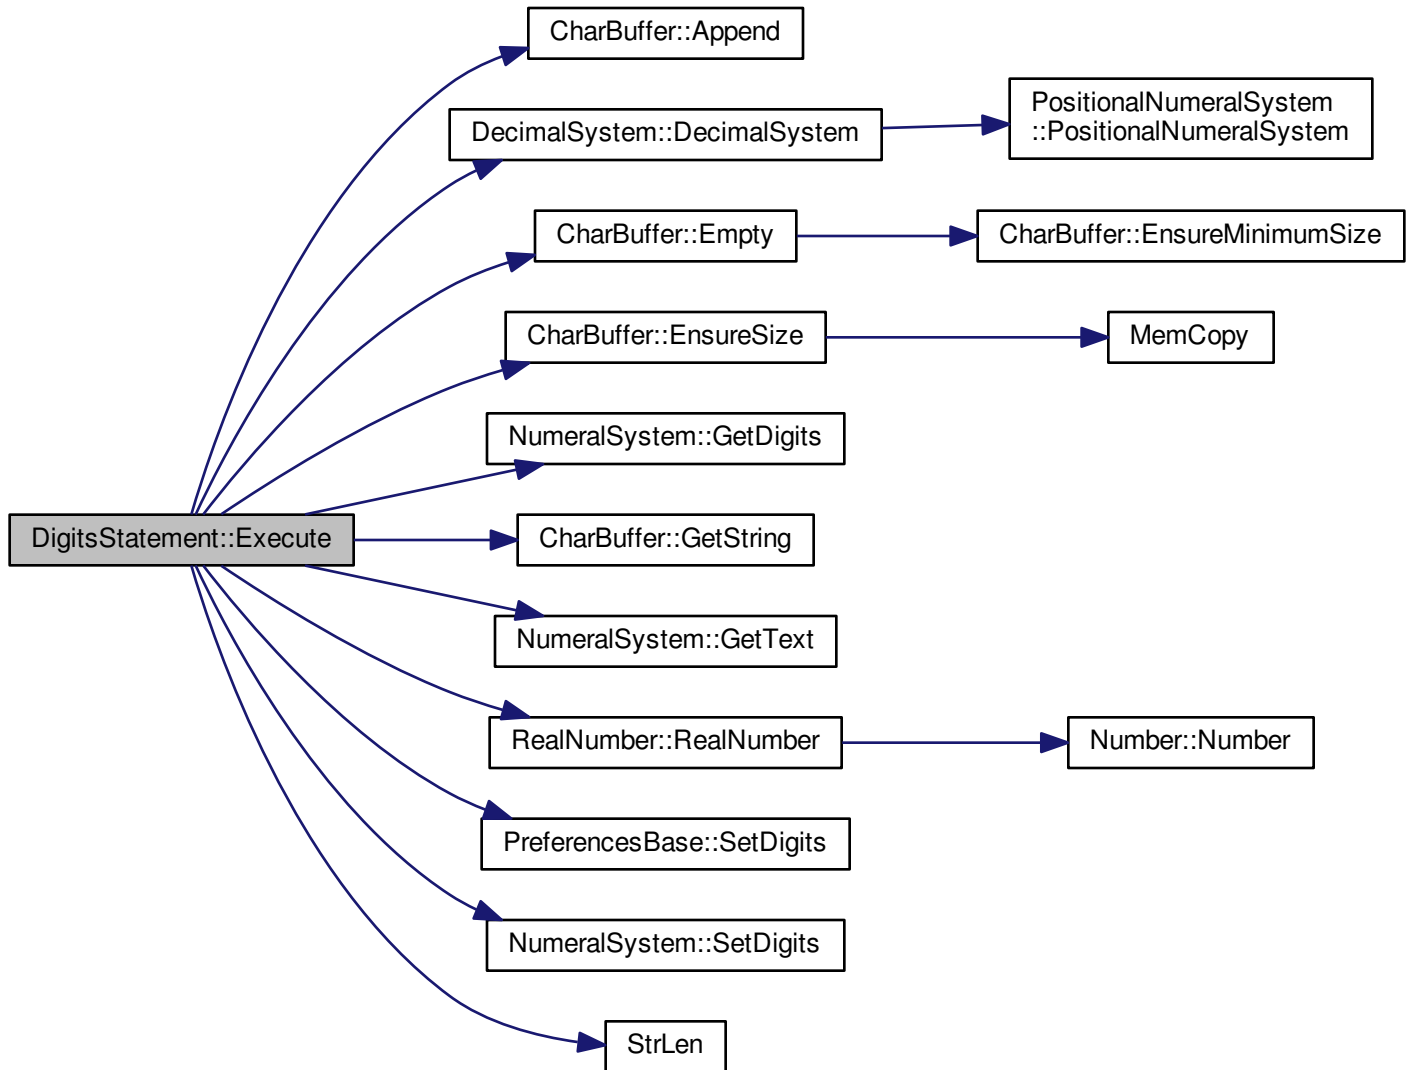 CharBuffer::Append
DecimalSystem::DecimalSystem
PositionalNumeralSystem
::PositionalNumeralSystem
CharBuffer::Empty
CharBuffer::EnsureMinimumSize
CharBuffer::EnsureSize
MemCopy
NumeralSystem::GetDigits
DigitsStatement::Execute
CharBuffer::GetString
NumeralSystem::GetText
RealNumber::RealNumber
Number::Number
PreferencesBase::SetDigits
NumeralSystem::SetDigits
StrLen